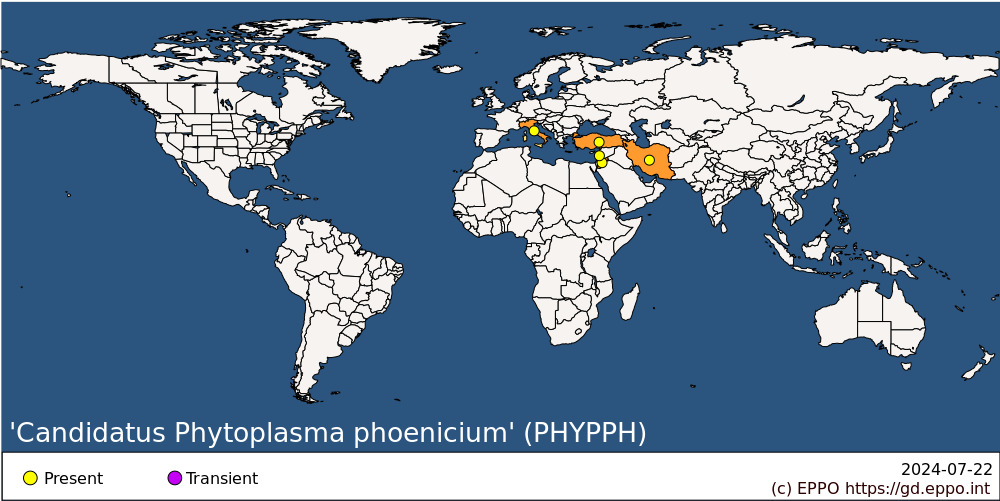 'Candidatus Phytoplasma phoenicium' (PHYPPH)
Present
Transient
2024-07-22
(c) EPPO https://gd.eppo.int